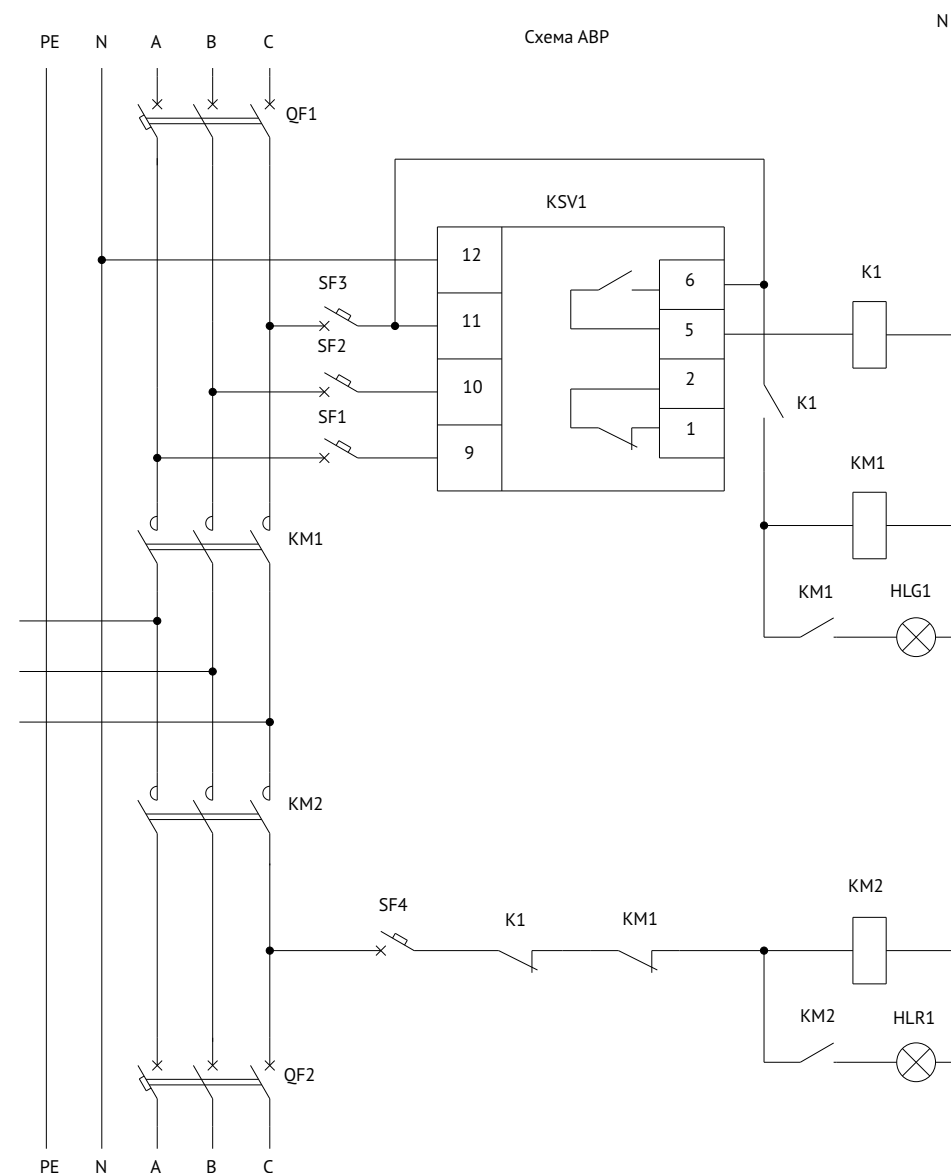 N
Схема АВР
PE N A B C
QF1
KSV1
12
6
K1
SF3
11
5
SF2
10
2
K1
SF1
9
1
KM1
KM1
KM1
HLG1
KM2
KM2
SF4
K1
KM1
KM2
HLR1
QF2
PE N A B C